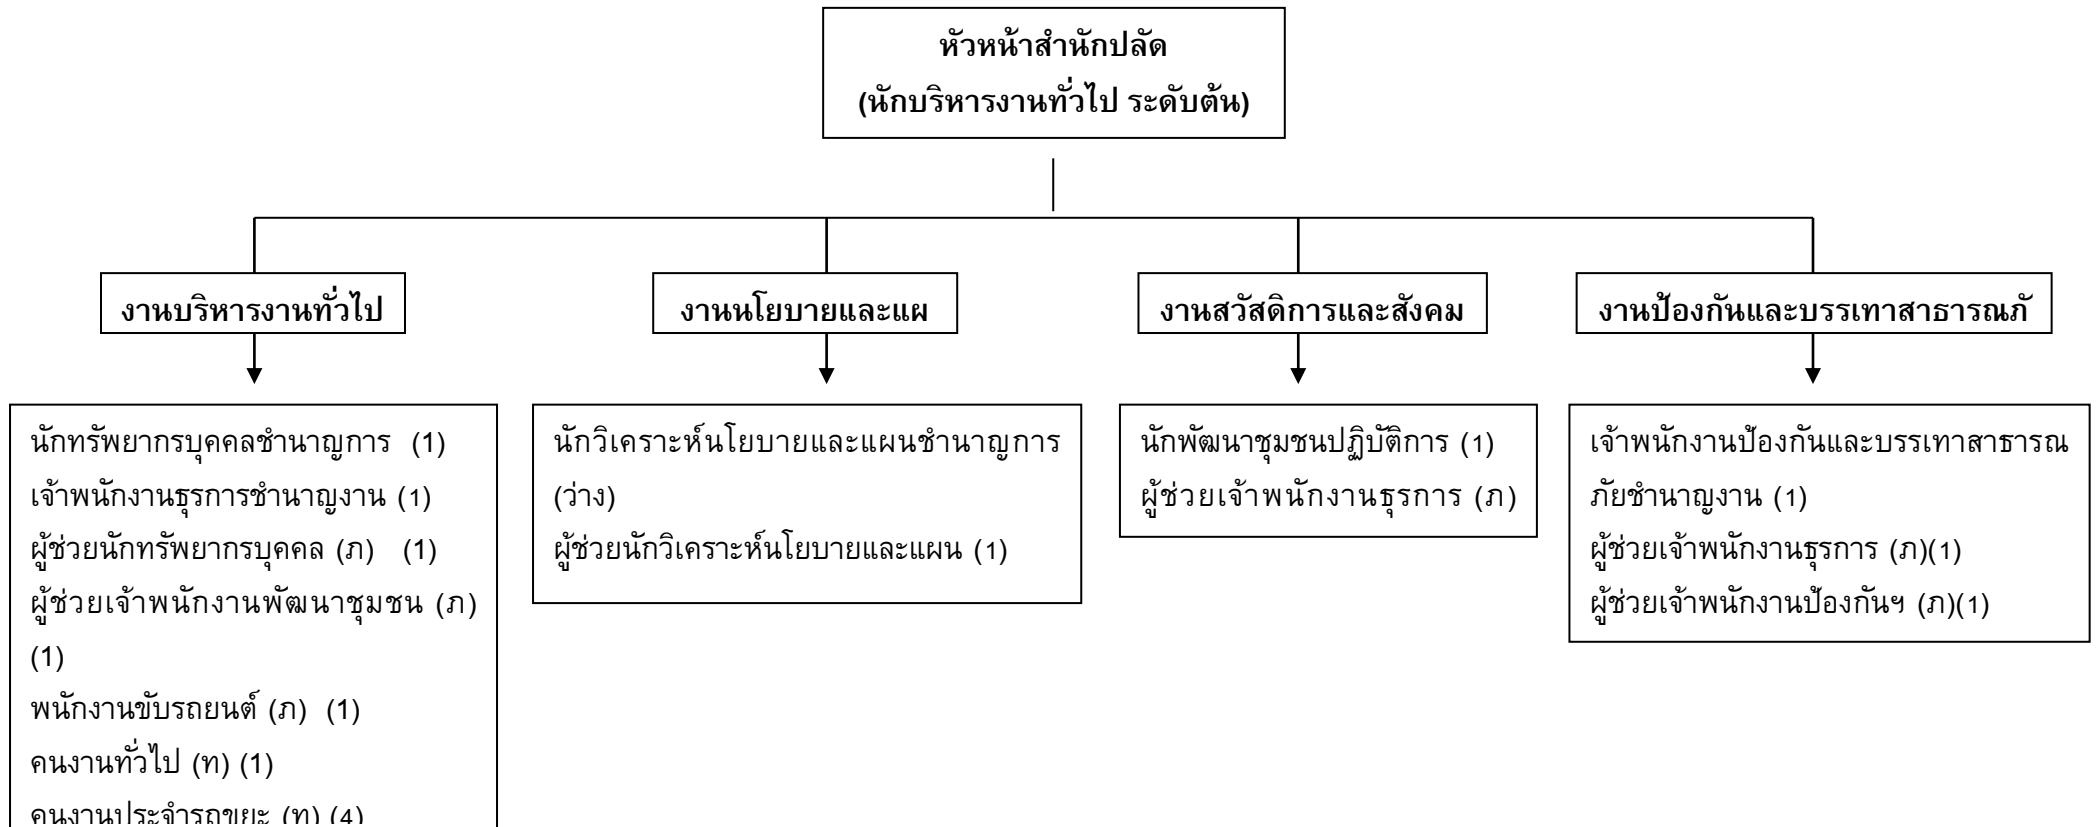 หัวหน้าสำนักปลัด
(นักบริหารงานทั่วไป ระดับต้น)
งานบริหารงานทั่วไป
งานนโยบายและแผ
งานสวัสดิการและสังคม
งานป้องกันและบรรเทาสาธารณภั
นักทรัพยากรบุคคลชำนาญการ (1)
เจ้าพนักงานธุรการชำนาญงาน (1)
ผู้ช่วยนักทรัพยากรบุคคล (ภ) (1)
ผู้ช่วยเจ้าพนักงานพัฒนาชุมชน (ภ)
(1)
พนักงานขับรถยนต์ (ภ) (1)
คนงานทั่วไป (ท) (1)
คนงานประจำรถขยะ (ท) (4)
นักวิเคราะห์นโยบายและแผนชำนาญการ
(ว่าง)
ผู้ช่วยนักวิเคราะห์นโยบายและแผน (1)
นักพัฒนาชุมชนปฏิบัติการ (1)
ผู้ช่วยเจ้าพนักงานธุรการ (ภ)
เจ้าพนักงานป้องกันและบรรเทาสาธารณ
ภัยชำนาญงาน (1)
ผู้ช่วยเจ้าพนักงานธุรการ (ภ)(1)
ผู้ช่วยเจ้าพนักงานป้องกันฯ (ภ)(1)